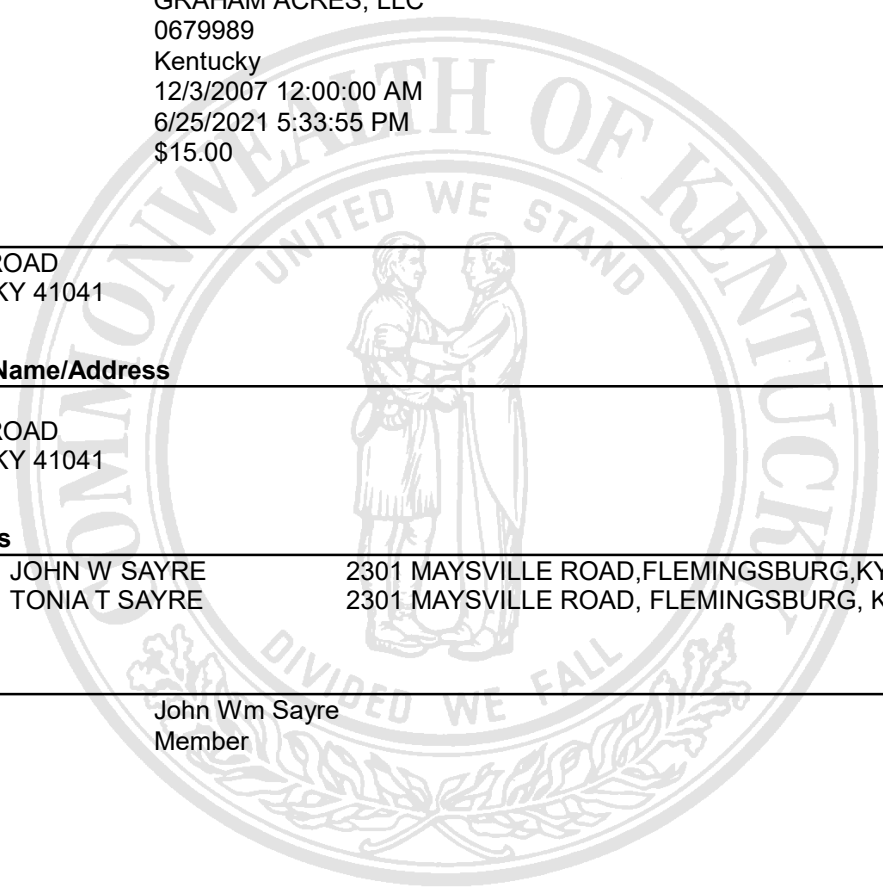 GRAHAM ACRES, LLC
0679989
Kentucky
12/3/2007 12:00:00 AM
6/25/2021 5:33:55 PM
$15.00
ROAD
KY 41041
Name/Address
ROAD
KY 41041
s
JOHN W SAYRE 2301 MAYSVILLE ROAD,FLEMINGSBURG,KY
TONIA T SAYRE 2301 MAYSVILLE ROAD, FLEMINGSBURG, K
John Wm Sayre
Member
COMMONWEALTH OF KENTUCKY
UNITED WE STAND
DIVIDED WE FALL